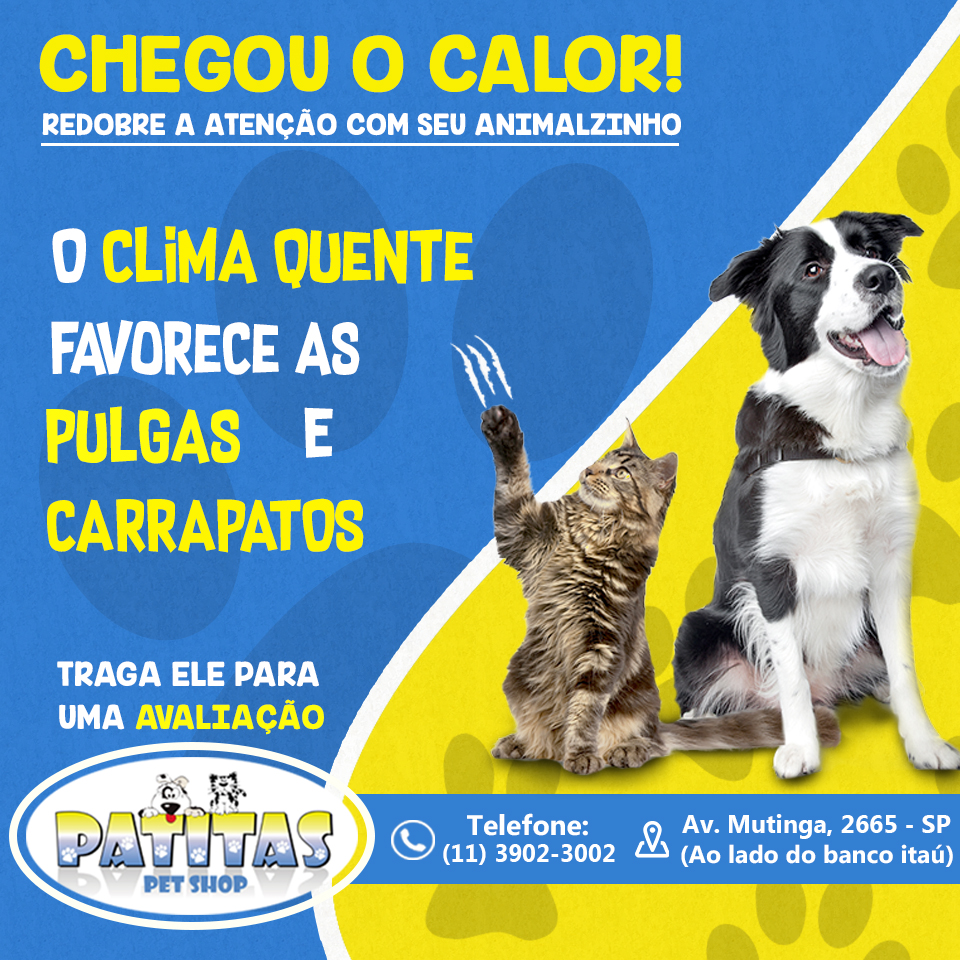 CHEGOU O CALOR!
REDOBRE A ATENÇÃO COM SEU ANIMALZINHO
O CLIMA QUENTE
FAVORECE AS
PULGAS E
CARRAPATOS
TRAGA ELE PARA
UMA AVALIAÇÃO
PATITAS
PET SHOP
Telefone:
(11) 3902-3002
Av. Mutinga, 2665 - SP
(Ao lado do banco itaú)